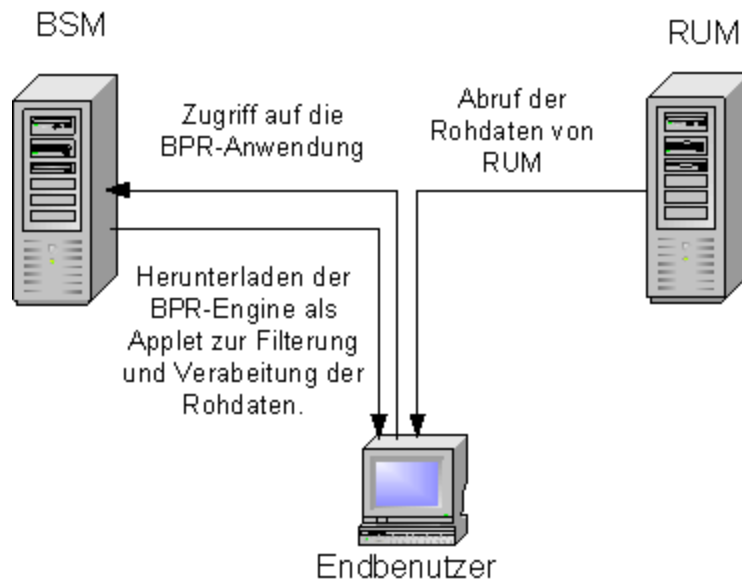 BSM
RUM
Zugriff auf die
BPR-Anwendung
Abruf der
Rohdaten von
RUM
Herunterladen der
BPR-Engine als
Applet zur Filterung
und Verabeitung der
Rohdaten.
Endbenutzer